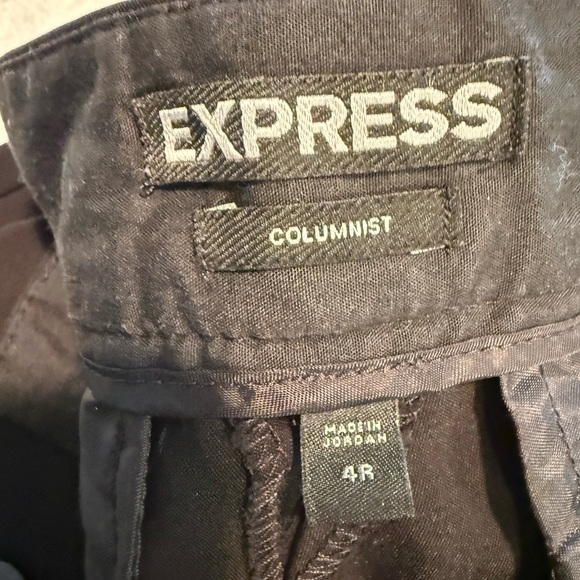 EXPRESS
COLUMNIST
MADE IN
JORDAN
4R